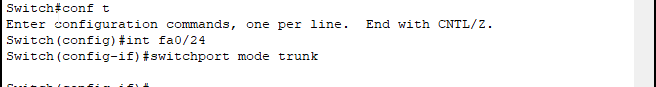 Switch#conf t
Enter configuration commands, one per line.  End with CNTL/Z.
Switch(config)#int fa0/24
Switch(config-if)#switchport mode trunk